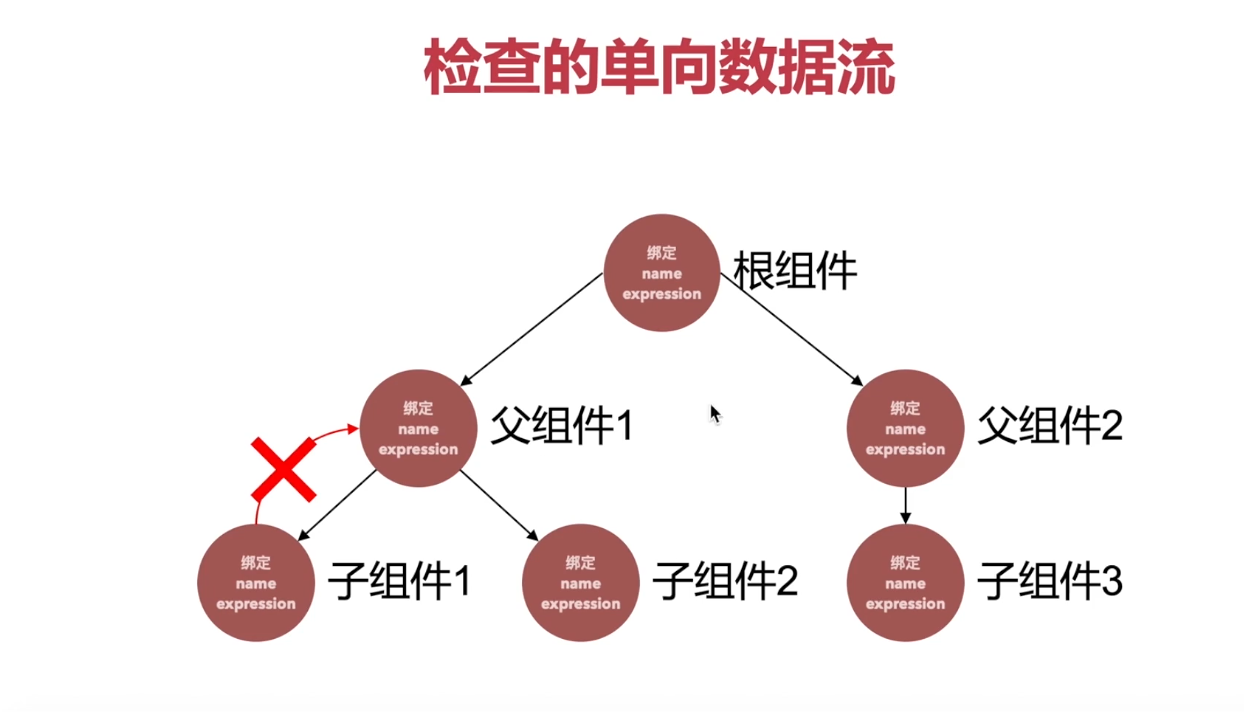 检查的单向数据流
绑定
name
expression
根组件
绑定
name
expression
父组件1
绑定
name
expression
父组件2
绑定
name
expression
子组件1
绑定
name
expression
子组件2
绑定
name
expression
子组件3